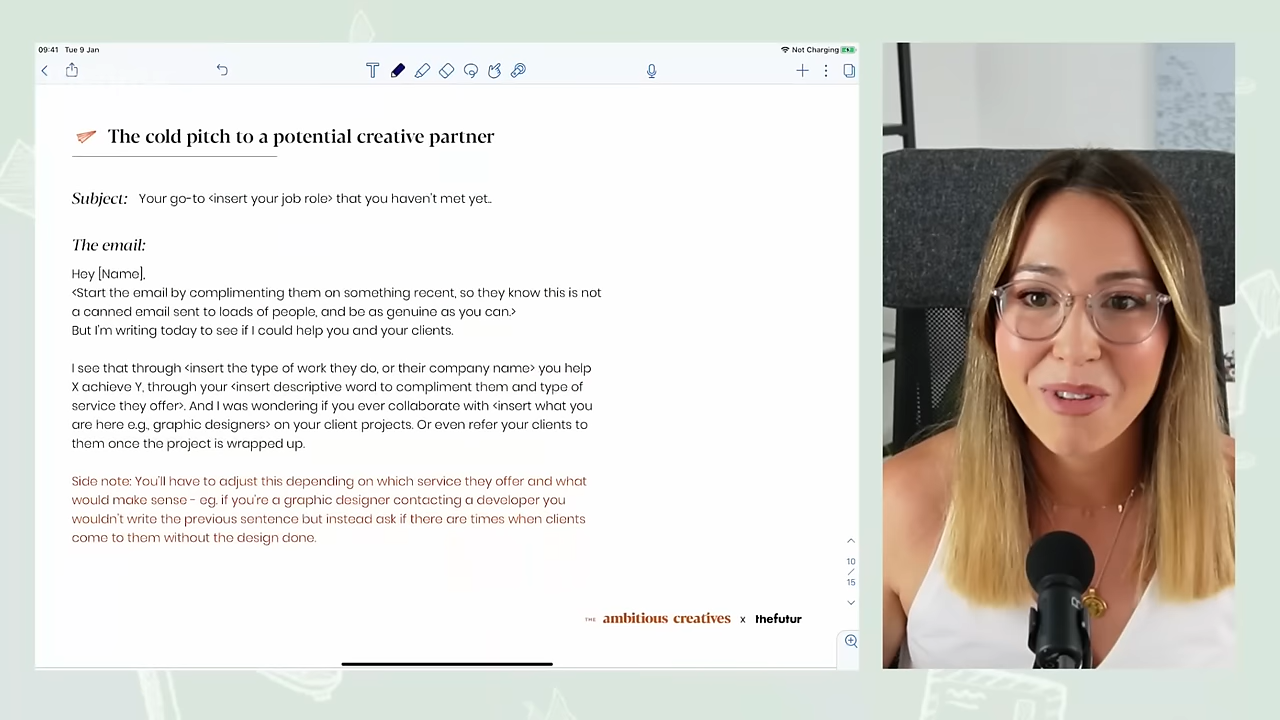 09:41 Tue 9 Jan
Not Charging
The cold pitch to a potential creative partner
Subject: Your go-to <insert your job role> that you haven't met yet..
The email:
Hey [Name],
<Start the email by complimenting them on something recent, so they know this is not
a canned email sent to loads of people, and be as genuine as you can.>
But I'm writing today to see if I could help you and your clients.
I see that through <insert the type of work they do, or their company name> you help
X achieve Y, through your <insert descriptive word to compliment them and type of
service they offer>. And I was wondering if you ever collaborate with <insert what you
are here e.g., graphic designers> on your client projects. Or even refer your clients to
them once the project is wrapped up.
Side note: You'll have to adjust this depending on which service they offer and what
would make sense - eg. if you're a graphic designer contacting a developer you
wouldn't write the previous sentence but instead ask if there are times when clients
come to them without the design done.
10
/
15
THE ambitious creatives x thefutur